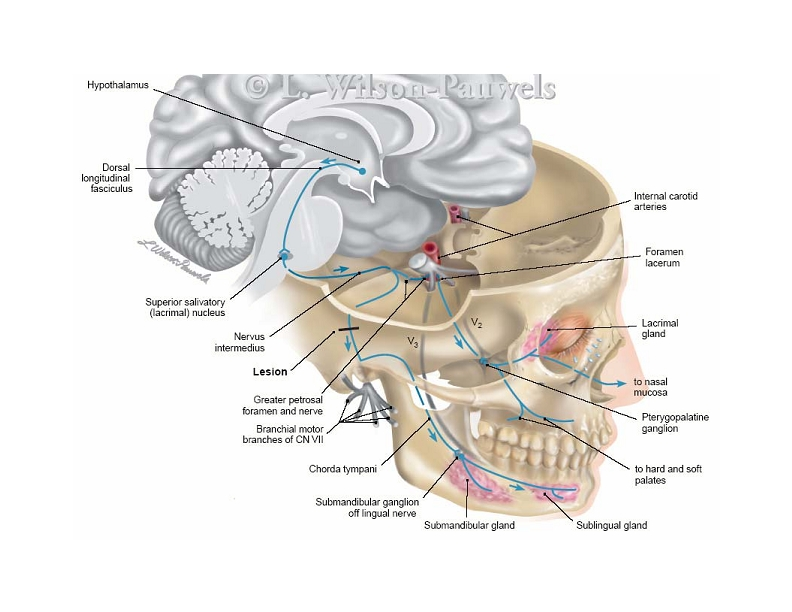 © L. Wilson-Pauwels
Hypothalamus
Dorsal
longitudinal
fasciculus
Internal carotid
arteries
Foramen
lacerum
L Wilson-Pauwels
Superior salivatory
(lacrimal) nucleus
V2
V3
Lacrimal
gland
Nervus
intermedius
Lesion
to nasal
mucosa
Greater petrosal
foramen and nerve
Pterygopalatine
ganglion
Branchial motor
branches of CN VII
Chorda tympani
to hard and soft
palates
Submandibular ganglion
off lingual nerve
Submandibular gland
Sublingual gland